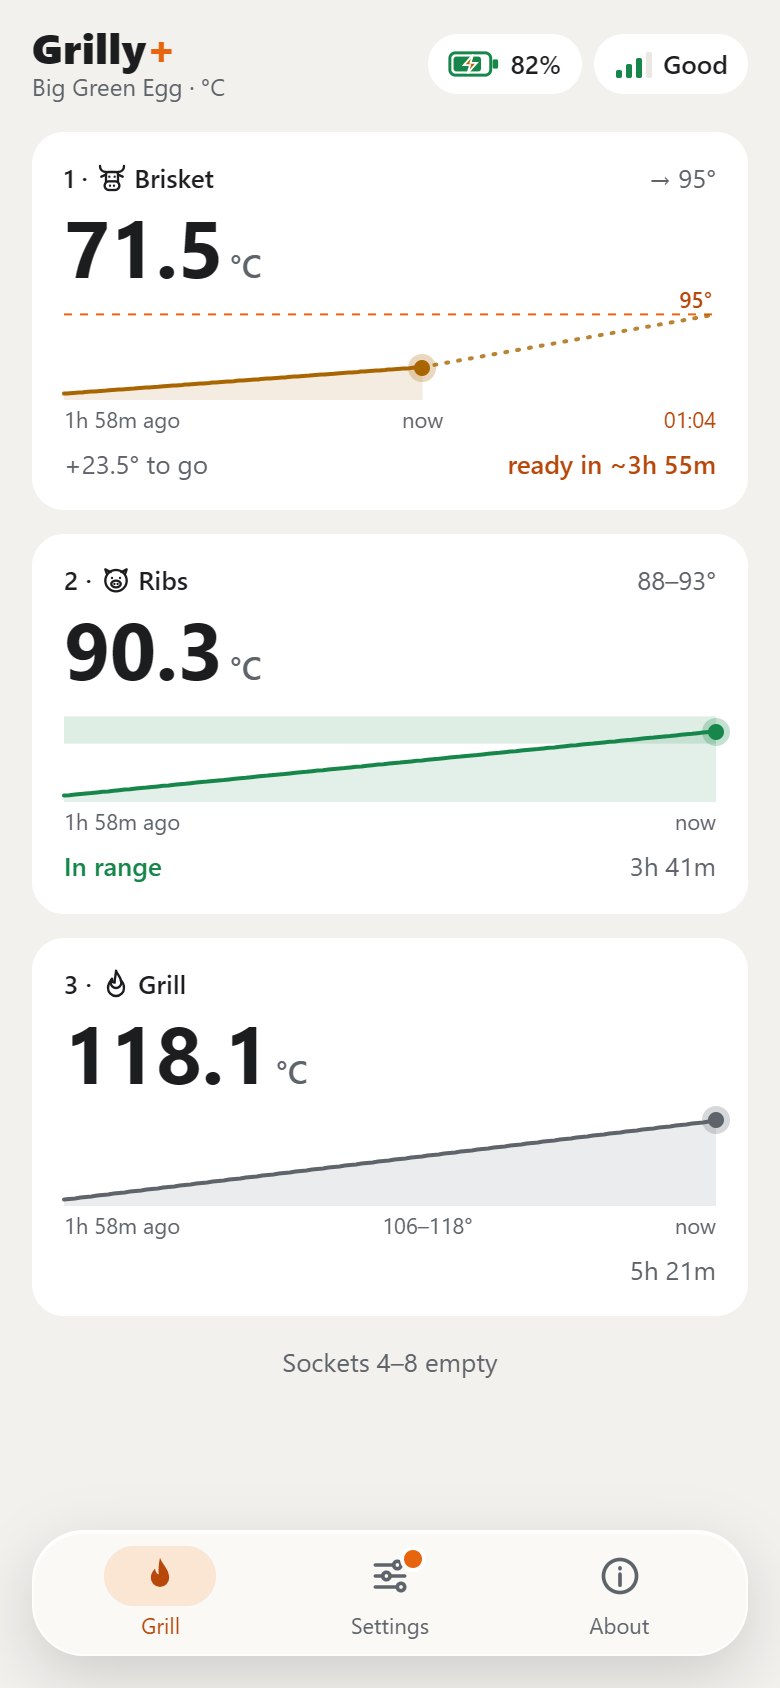 Grilly+
Big Green Egg · °C
82%
Good
1 · Brisket
→ 95°
71.5 °C
95°
1h 58m ago
now
01:04
+23.5° to go
ready in ~3h 55m
2 · Ribs
88–93°
90.3 °C
1h 58m ago
now
In range
3h 41m
3 · Grill
118.1 °C
1h 58m ago
106–118°
now
5h 21m
Sockets 4–8 empty
Grill
Settings
About